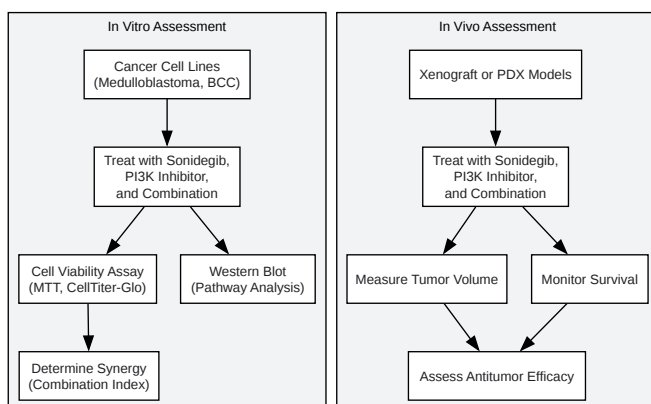 In Vitro Assessment
Cancer Cell Lines
(Medulloblastoma, BCC)
Treat with Sonidegib,
PI3K Inhibitor,
and Combination
Cell Viability Assay
(MTT, CellTiter-Glo)
Western Blot
(Pathway Analysis)
Determine Synergy
(Combination Index)
In Vivo Assessment
Xenograft or PDX Models
Treat with Sonidegib,
PI3K Inhibitor,
and Combination
Measure Tumor Volume
Monitor Survival
Assess Antitumor Efficacy